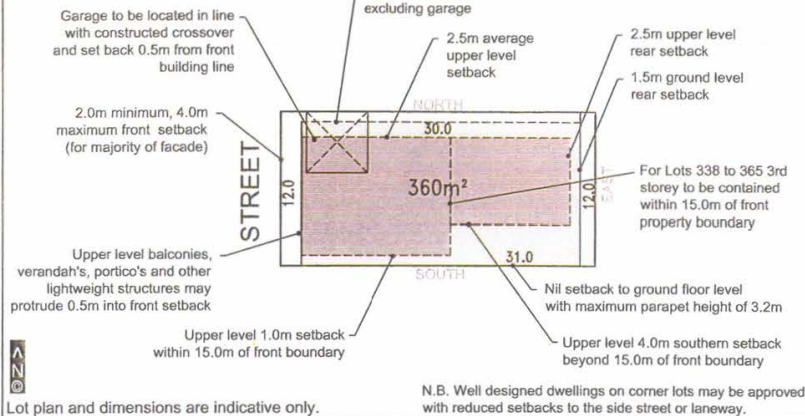 excluding garage
Garage to be located in line
with constructed crossover
and set back 0.5m from front
building line
2.5m average
upper level
setback
2.5m upper level
rear setback
1.5m ground level
rear setback
2.0m minimum, 4.0m
maximum front setback
(for majority of facade)
NORTH
30.0
STREET
12.0
360m²
12.0
EAST
For Lots 338 to 365 3rd
storey to be contained
within 15.0m of front
property boundary
31.0
SOUTH
Upper level balconies,
verandah's, portico's and other
lightweight structures may
protrude 0.5m into front setback
Nil setback to ground floor level
with maximum parapet height of 3.2m
Upper level 1.0m setback
within 15.0m of front boundary
Upper level 4.0m southern setback
beyond 15.0m of front boundary
Lot plan and dimensions are indicative only.
N.B. Well designed dwellings on corner lots may be approved
with reduced setbacks to the side street or laneway.